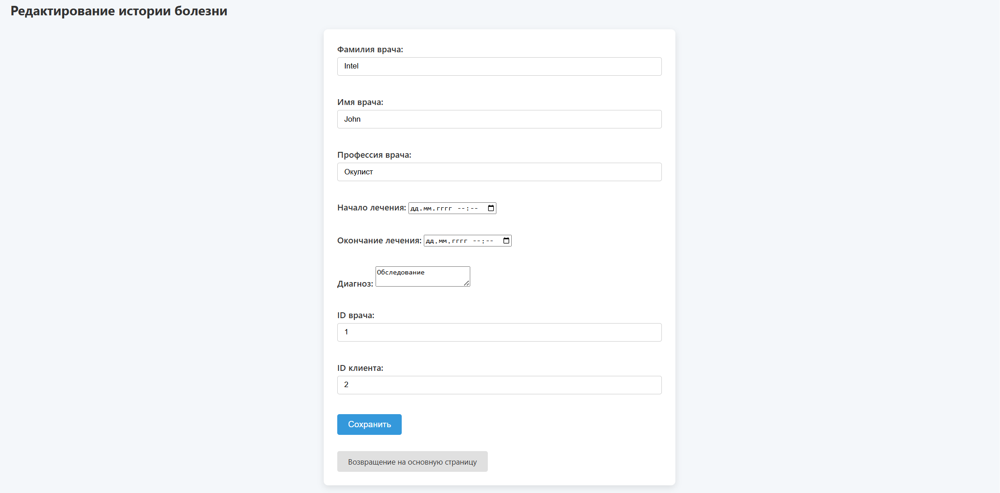 Редактирование истории болезни
Фамилия врача:
Intel
Имя врача:
John
Профессия врача:
Окулист
Начало лечения: дд.мм.гггг --:--
Окончание лечения: дд.мм.гггг --:--
Диагноз: Обследование
ID врача:
1
ID клиента:
2
Сохранить
Возвращение на основную страницу